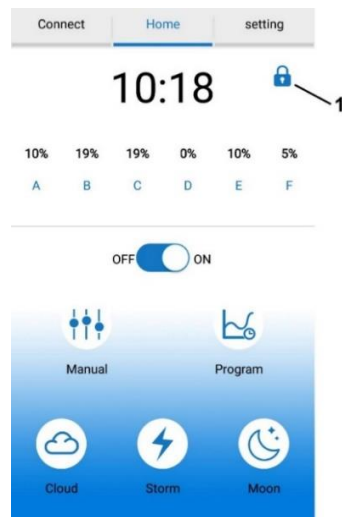 Connect Home setting
10:18
1
10% 19% 19% 0% 10% 5%
A B C D E F
OFF ON
Manual Program
Cloud Storm Moon